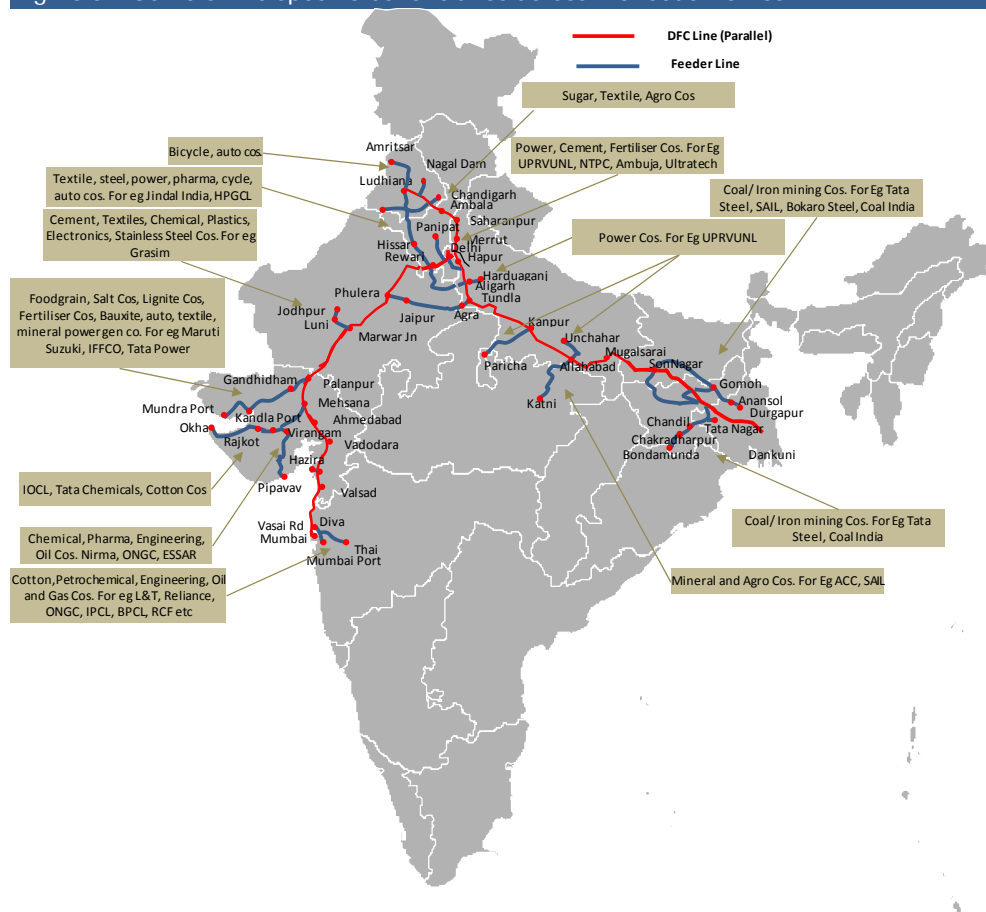 DFC Line (Parallel)
Feeder Line
Sugar, Textile, Agro Cos
Bicycle, auto cos
Amritsar
Nagal Dam
Power, Cement, Fertiliser Cos. For Eg
UPRVUNL, NTPC, Ambuja, Ultratech
Textile, steel, power, pharma, cycle,
auto cos. For eg Jindal India, HPGCL
Ludhiana
Chandigarh
Ambala
Coal/ Iron mining Cos. For Eg Tata
Steel, SAIL, Bokaro Steel, Coal India
Cement, Textiles, Chemical, Plastics,
Electronics, Stainless Steel Cos. For eg
Grasim
Saharanpur
Panipat
Merrut
Power Cos. For Eg UPRVUNL
Hissar
Delhi
Rewari
Hapur
Harduaganj
Aligarh
Foodgrain, Salt Cos, Lignite Cos,
Fertiliser Cos, Bauxite, auto, textile,
mineral powergen co. For eg Maruti
Suzuki, IFFCO, Tata Power
Phulera
Tundla
Jodhpur
Luni
Jaipur
Agra
Kanpur
Marwar Jn
Unchahar
Paricha
Allahabad
Mugalsarai
SonNagar
Gandhidham
Palanpur
Gomoh
Katni
Anansol
Durgapur
Mundra Port
Kandla Port
Mehsana
Okha
Ahmedabad
Chandil
Tata Nagar
Rajkot
Virangam
Vadodara
Chakradharpur
Bondamunda
Dankuni
Hazira
IOCL, Tata Chemicals, Cotton Cos
Pipavav
Valsad
Chemical, Pharma, Engineering,
Oil Cos. Nirma, ONGC, ESSAR
Vasai Rd
Mumbai
Diva
Thai
Mumbai Port
Coal/ Iron mining Cos. For Eg Tata
Steel, Coal India
Cotton,Petrochemical, Engineering, Oil
and Gas Cos. For eg L&T, Reliance,
ONGC, IPCL, BPCL, RCF etc
Mineral and Agro Cos. For Eg ACC, SAIL